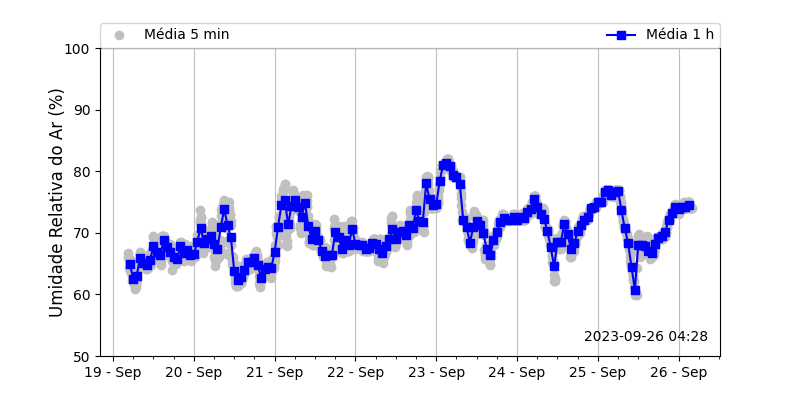 Média 5 min Média 1 h
Umidade Relativa do Ar (%)
100
90
80
70
60
50
2023-09-26 04:28
19 - Sep 20 - Sep 21 - Sep 22 - Sep 23 - Sep 24 - Sep 25 - Sep 26 - Sep